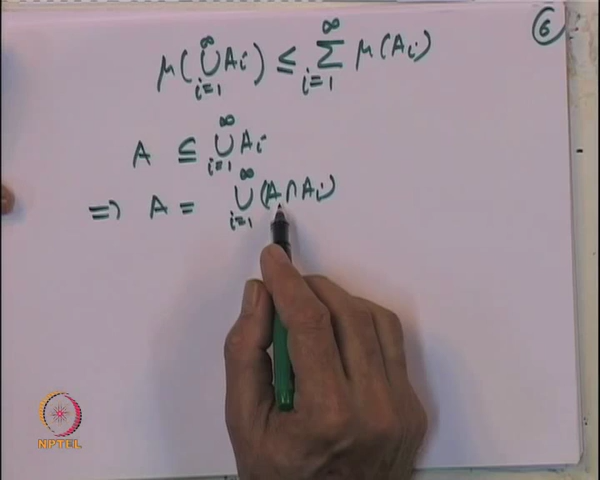 ⑥
μ(⋃_{i=1}^{∞} A_i) ≤ ∑_{i=1}^{∞} μ(A_i)
A ⊆ ⋃_{i=1}^{∞} A_i
⇒ A = ⋃_{i=1}^{∞} (A ∩ A_i)
NPTEL